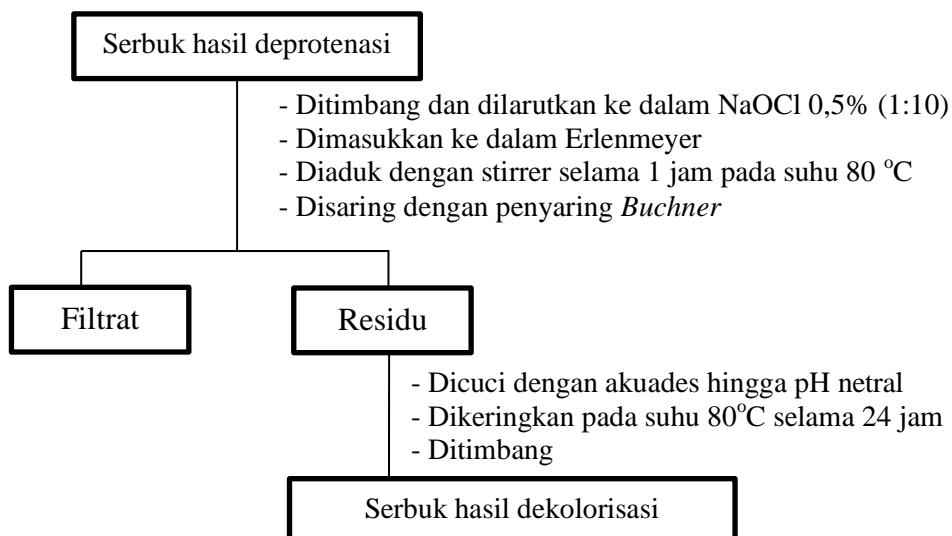 Serbuk hasil deprotenasi
- Ditimbang dan dilarutkan ke dalam NaOCl 0,5% (1:10)
- Dimasukkan ke dalam Erlenmeyer
- Diaduk dengan stirrer selama 1 jam pada suhu 80 °C
- Disaring dengan penyaring Buchner
Filtrat
Residu
- Dicuci dengan akuades hingga pH netral
- Dikeringkan pada suhu 80°C selama 24 jam
- Ditimbang
Serbuk hasil dekolorisasi